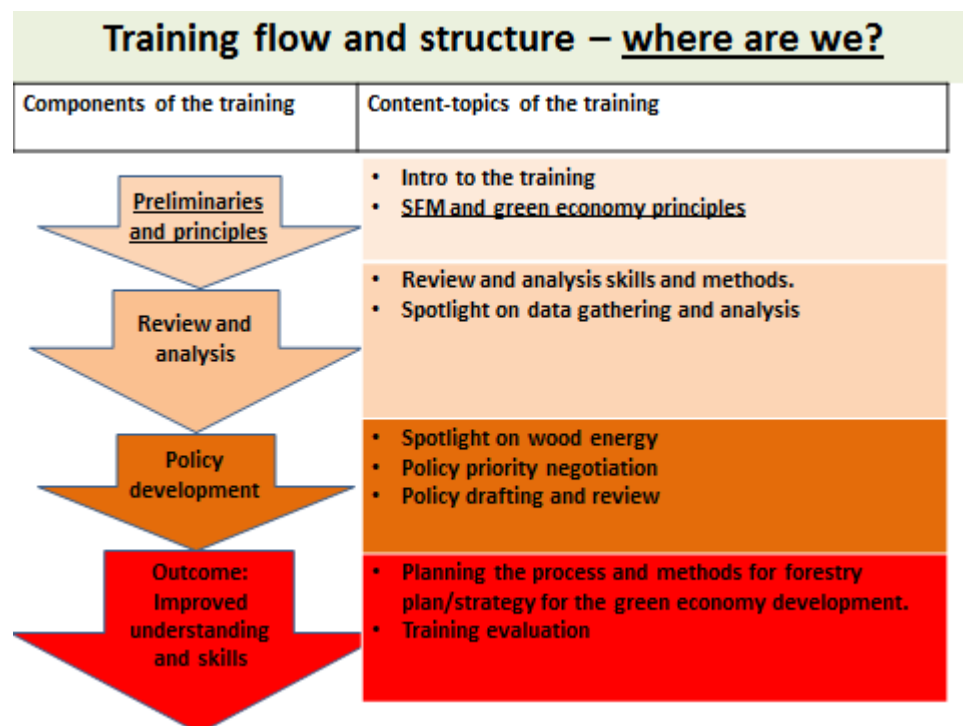 Training flow and structure – where are we?
Components of the training
Content-topics of the training
Preliminaries
and principles
• Intro to the training
• SFM and green economy principles
Review and
analysis
• Review and analysis skills and methods.
• Spotlight on data gathering and analysis
Policy
development
• Spotlight on wood energy
• Policy priority negotiation
• Policy drafting and review
Outcome:
Improved
understanding
and skills
• Planning the process and methods for forestry
plan/strategy for the green economy development.
• Training evaluation